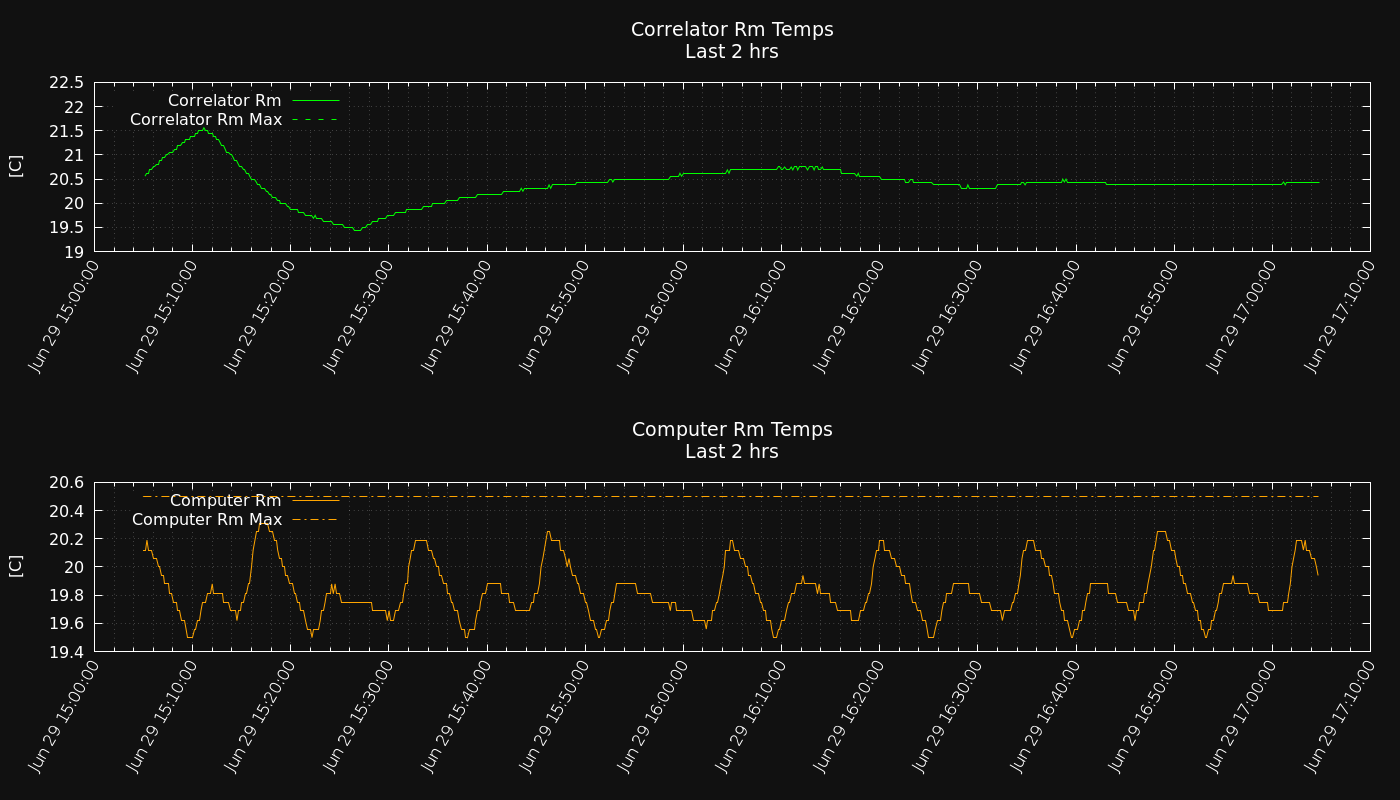 Correlator Rm Temps
Last 2 hrs
22.5
22
21.5
21
20.5
20
19.5
19
[C]
Correlator Rm
Correlator Rm Max
Jun 29 15:00:00
Jun 29 15:10:00
Jun 29 15:20:00
Jun 29 15:30:00
Jun 29 15:40:00
Jun 29 15:50:00
Jun 29 16:00:00
Jun 29 16:10:00
Jun 29 16:20:00
Jun 29 16:30:00
Jun 29 16:40:00
Jun 29 16:50:00
Jun 29 17:00:00
Jun 29 17:10:00
Computer Rm Temps
Last 2 hrs
20.6
20.4
20.2
20
19.8
19.6
19.4
[C]
Computer Rm
Computer Rm Max
Jun 29 15:00:00
Jun 29 15:10:00
Jun 29 15:20:00
Jun 29 15:30:00
Jun 29 15:40:00
Jun 29 15:50:00
Jun 29 16:00:00
Jun 29 16:10:00
Jun 29 16:20:00
Jun 29 16:30:00
Jun 29 16:40:00
Jun 29 16:50:00
Jun 29 17:00:00
Jun 29 17:10:00